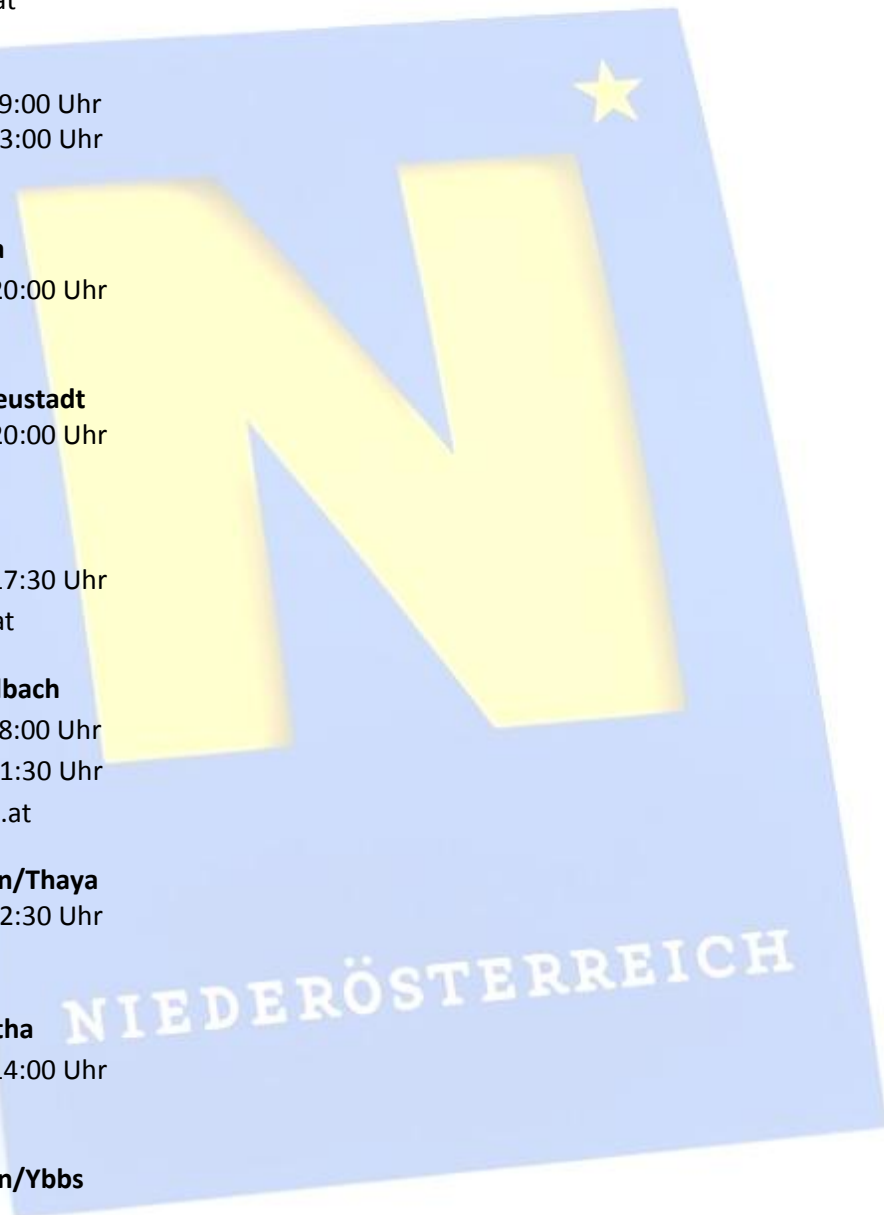 at
9:00 Uhr
3:00 Uhr
n
20:00 Uhr
eustadt
20:00 Uhr
17:30 Uhr
at
lbach
8:00 Uhr
1:30 Uhr
.at
n/Thaya
2:30 Uhr
NIEDERÖSTERREICH
tha
14:00 Uhr
n/Ybbs